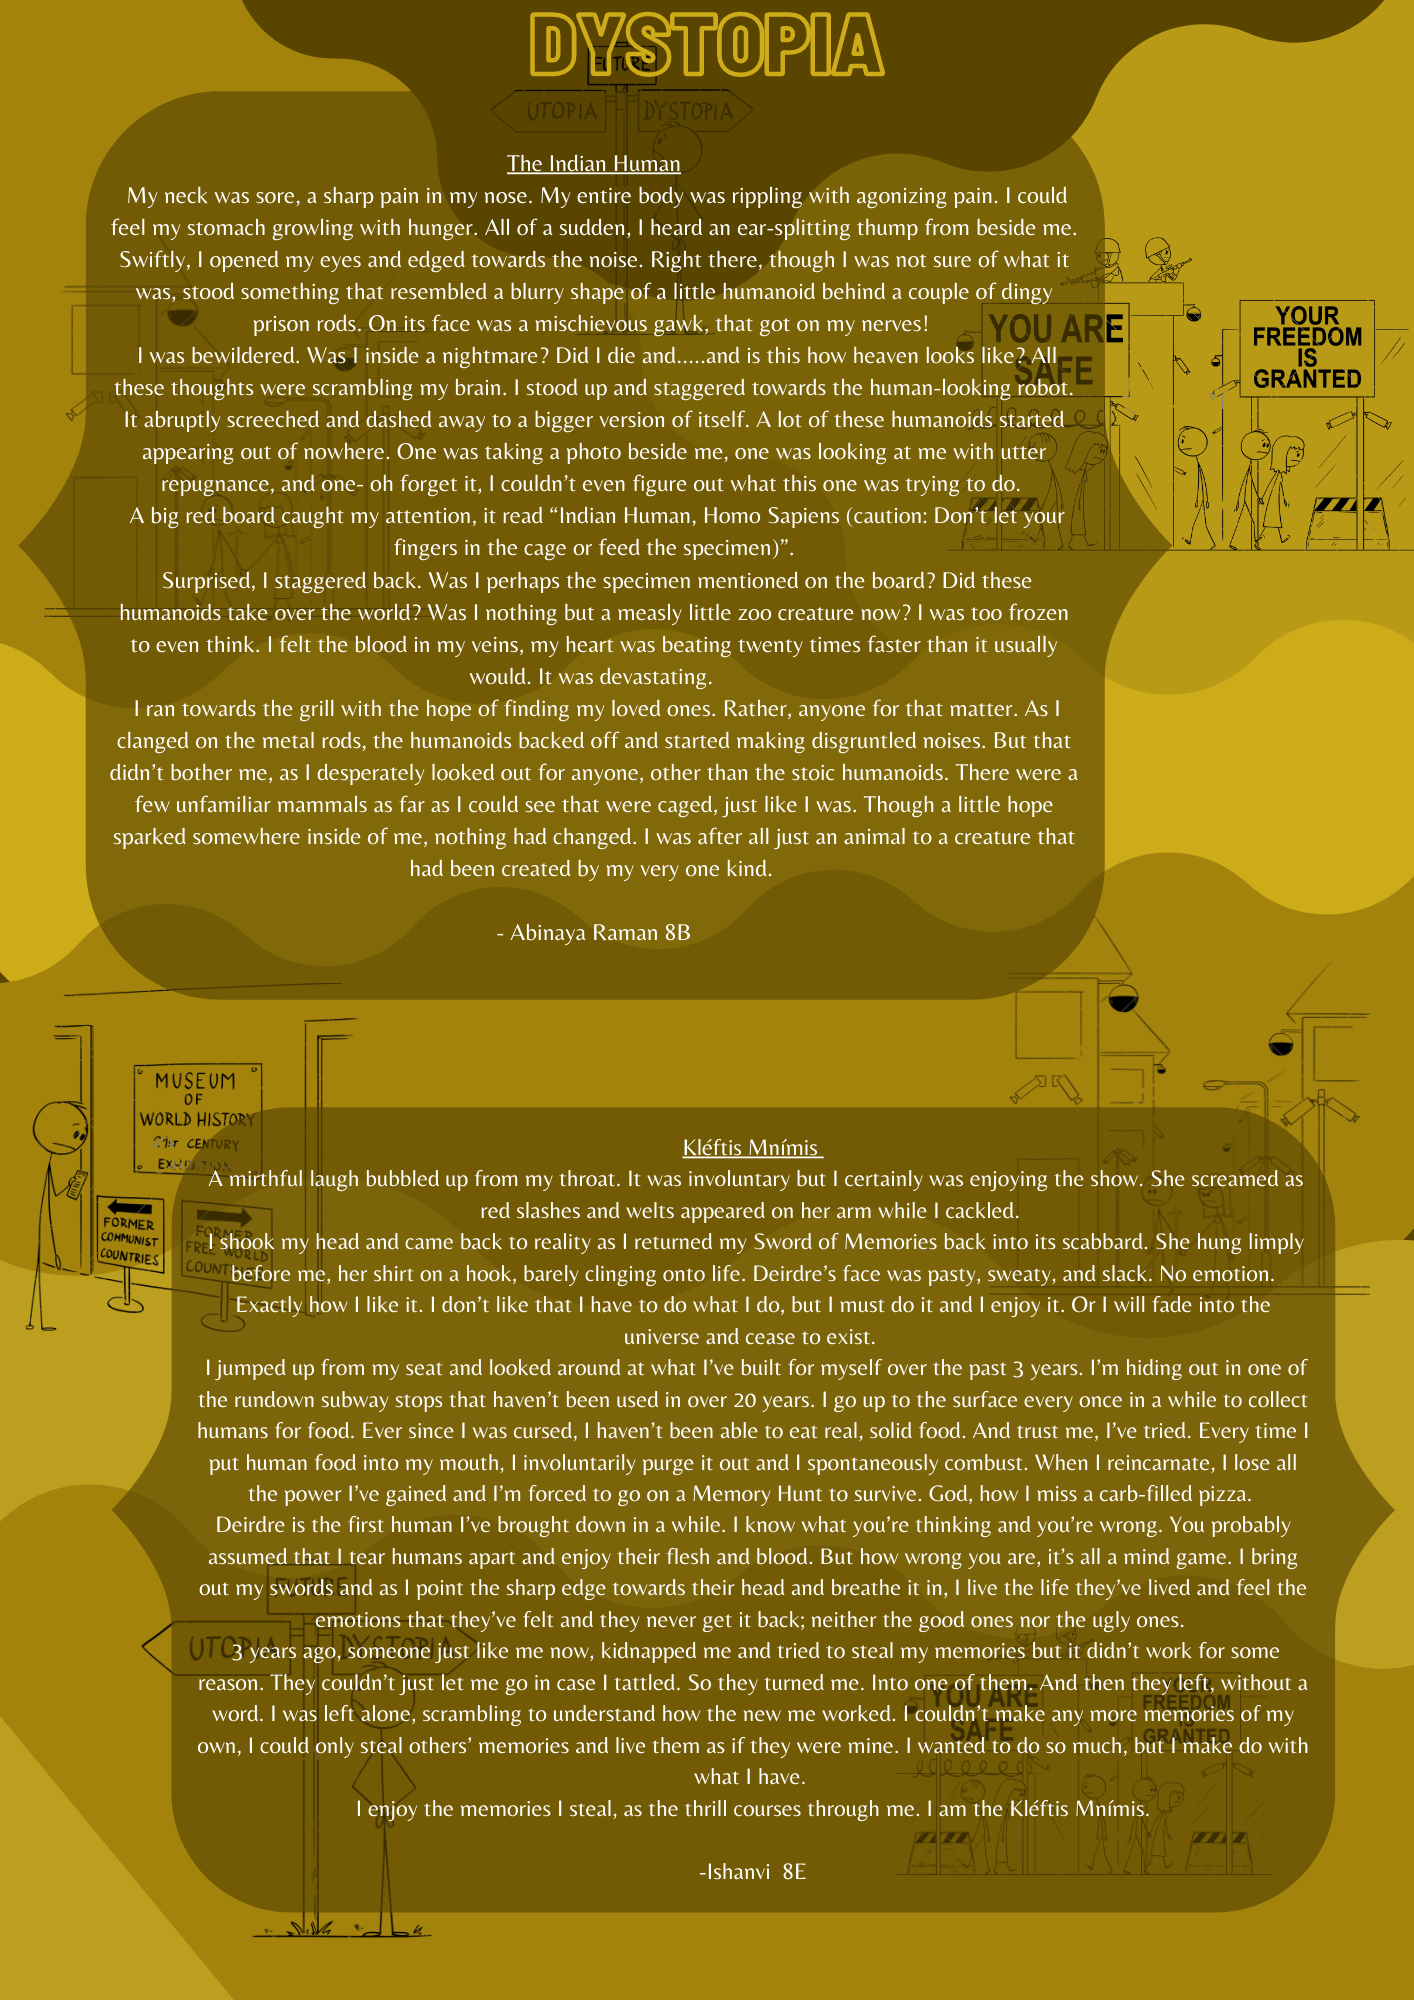 DYSTOPIA
FUTURE
UTOPIA
DYSTOPIA
The Indian Human
My neck was sore, a sharp pain in my nose. My entire body was rippling with agonizing pain. I could
feel my stomach growling with hunger. All of a sudden, I heard an ear-splitting thump from beside me.
Swiftly, I opened my eyes and edged towards the noise. Right there, though I was not sure of what it
was, stood something that resembled a blurry shape of a little humanoid behind a couple of dingy
prison rods. On its face was a mischievous gawk, that got on my nerves!
I was bewildered. Was I inside a nightmare? Did I die and.....and is this how heaven looks like? All
these thoughts were scrambling my brain. I stood up and staggered towards the human-looking robot.
It abruptly screeched and dashed away to a bigger version of itself. A lot of these humanoids started
appearing out of nowhere. One was taking a photo beside me, one was looking at me with utter
repugnance, and one- oh forget it, I couldn't even figure out what this one was trying to do.
A big red board caught my attention, it read “Indian Human, Homo Sapiens (caution: Don't let your
fingers in the cage or feed the specimen)”.
Surprised, I staggered back. Was I perhaps the specimen mentioned on the board? Did these
humanoids take over the world? Was I nothing but a measly little zoo creature now? I was too frozen
to even think. I felt the blood in my veins, my heart was beating twenty times faster than it usually
would. It was devastating.
I ran towards the grill with the hope of finding my loved ones. Rather, anyone for that matter. As I
clanged on the metal rods, the humanoids backed off and started making disgruntled noises. But that
didn't bother me, as I desperately looked out for anyone, other than the stoic humanoids. There were a
few unfamiliar mammals as far as I could see that were caged, just like I was. Though a little hope
sparked somewhere inside of me, nothing had changed. I was after all just an animal to a creature that
had been created by my very one kind.
- Abinaya Raman 8B
YOU ARE
SAFE
YOUR
FREEDOM
IS
GRANTED
MUSEUM
OF
WORLD HISTORY
21st CENTURY
EXHIBITION
FORMER
COMMUNIST
COUNTRIES
FORMER
FREE WORLD
COUNTRIES
Kléftis Mnímis
A mirthful laugh bubbled up from my throat. It was involuntary but I certainly was enjoying the show. She screamed as
red slashes and welts appeared on her arm while I cackled.
I shook my head and came back to reality as I returned my Sword of Memories back into its scabbard. She hung limply
before me, her shirt on a hook, barely clinging onto life. Deirdre's face was pasty, sweaty, and slack. No emotion.
Exactly how I like it. I don't like that I have to do what I do, but I must do it and I enjoy it. Or I will fade into the
universe and cease to exist.
I jumped up from my seat and looked around at what I've built for myself over the past 3 years. I'm hiding out in one of
the rundown subway stops that haven't been used in over 20 years. I go up to the surface every once in a while to collect
humans for food. Ever since I was cursed, I haven't been able to eat real, solid food. And trust me, I've tried. Every time I
put human food into my mouth, I involuntarily purge it out and I spontaneously combust. When I reincarnate, I lose all
the power I've gained and I'm forced to go on a Memory Hunt to survive. God, how I miss a carb-filled pizza.
Deirdre is the first human I've brought down in a while. I know what you're thinking and you're wrong. You probably
assumed that I tear humans apart and enjoy their flesh and blood. But how wrong you are, it's all a mind game. I bring
out my swords and as I point the sharp edge towards their head and breathe it in, I live the life they've lived and feel the
emotions that they've felt and they never get it back; neither the good ones nor the ugly ones.
3 years ago, someone just like me now, kidnapped me and tried to steal my memories but it didn't work for some
reason. They couldn't just let me go in case I tattled. So they turned me. Into one of them. And then they left, without a
word. I was left alone, scrambling to understand how the new me worked. I couldn't make any more memories of my
own, I could only steal others' memories and live them as if they were mine. I wanted to do so much, but I make do with
what I have.
I enjoy the memories I steal, as the thrill courses through me. I am the Kléftis Mnímis.
-Ishanvi  8E
FUTURE
UTOPIA
DYSTOPIA
YOU ARE
SAFE
FREEDOM
GRANTED